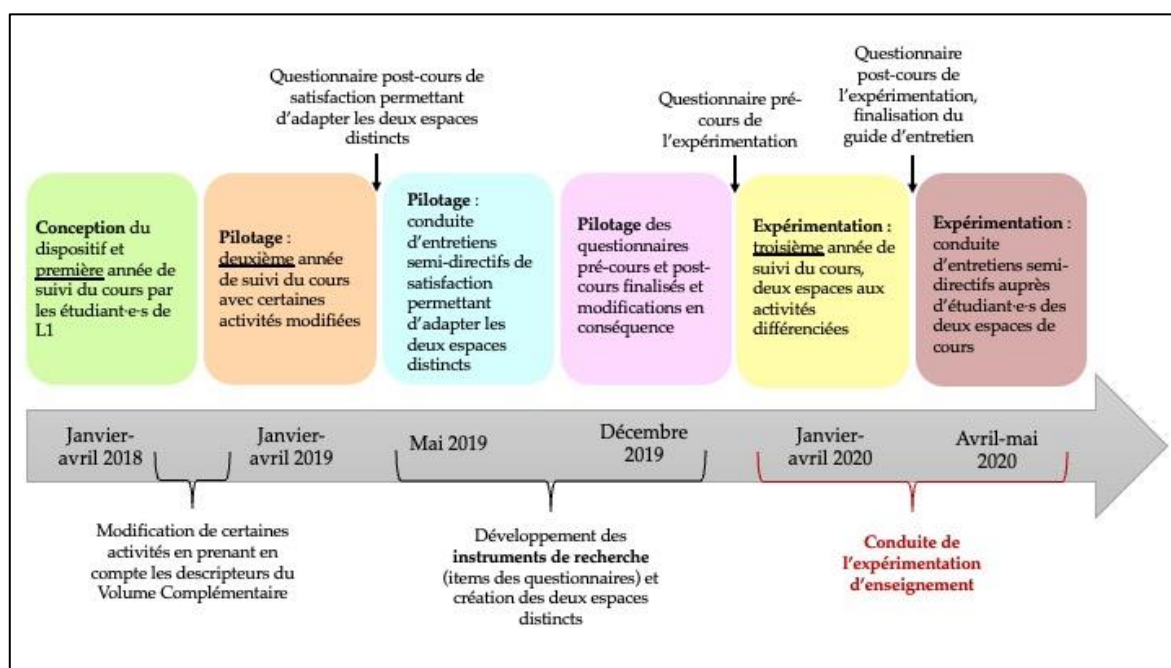 Questionnaire post-cours de
satisfaction permettant
d'adapter les deux espaces
distincts
Questionnaire pré-
cours de
l'expérimentation
Questionnaire
post-cours de
l'expérimentation,
finalisation du
guide d'entretien
Conception du
dispositif et
première année de
suivi du cours par
les étudiant·e·s de
L1
Pilotage :
deuxième année
de suivi du cours
avec certaines
activités modifiées
Pilotage :
conduite
d'entretiens
semi-directifs de
satisfaction
permettant
d'adapter les
deux espaces
distincts
Pilotage des
questionnaires
pré-cours et post-
cours finalisés et
modifications en
conséquence
Expérimentation :
troisième année de
suivi du cours,
deux espaces aux
activités
différenciées
Expérimentation :
conduite
d'entretiens semi-
directifs auprès
d'étudiant·e·s des
deux espaces de
cours
Janvier-
avril 2018
Janvier-
avril 2019
Mai 2019
Décembre
2019
Janvier-
avril 2020
Avril-mai
2020
Modification de certaines
activités en prenant en
compte les descripteurs du
Volume Complémentaire
Développement des
instruments de recherche
(items des questionnaires) et
création des deux espaces
distincts
Conduite de
l'expérimentation
d'enseignement